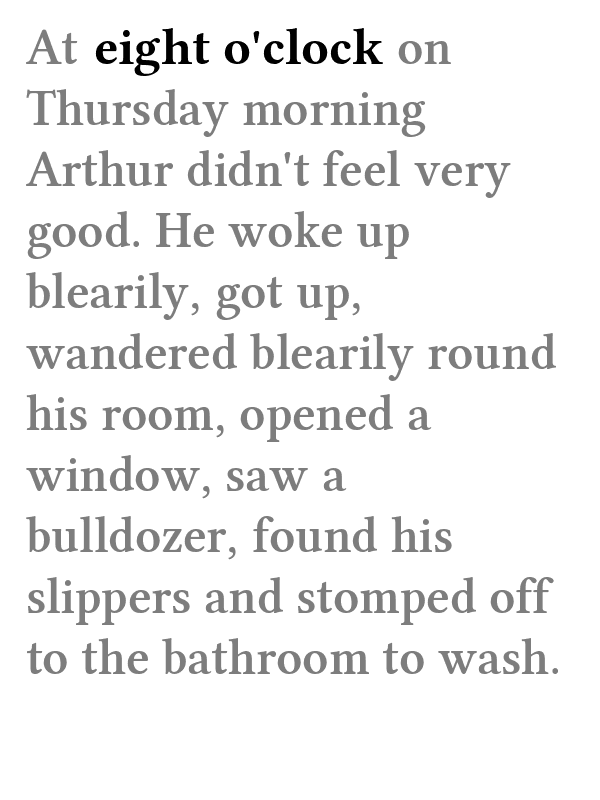 At eight o'clock on
Thursday morning
Arthur didn't feel very
good. He woke up
blearily, got up,
wandered blearily round
his room, opened a
window, saw a
bulldozer, found his
slippers and stomped off
to the bathroom to wash.